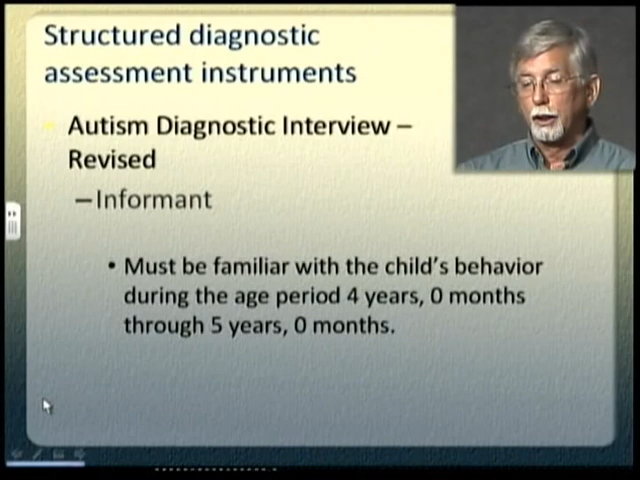 Structured diagnostic
assessment instruments
Autism Diagnostic Interview –
Revised
–Informant
• Must be familiar with the child's behavior
during the age period 4 years, 0 months
through 5 years, 0 months.